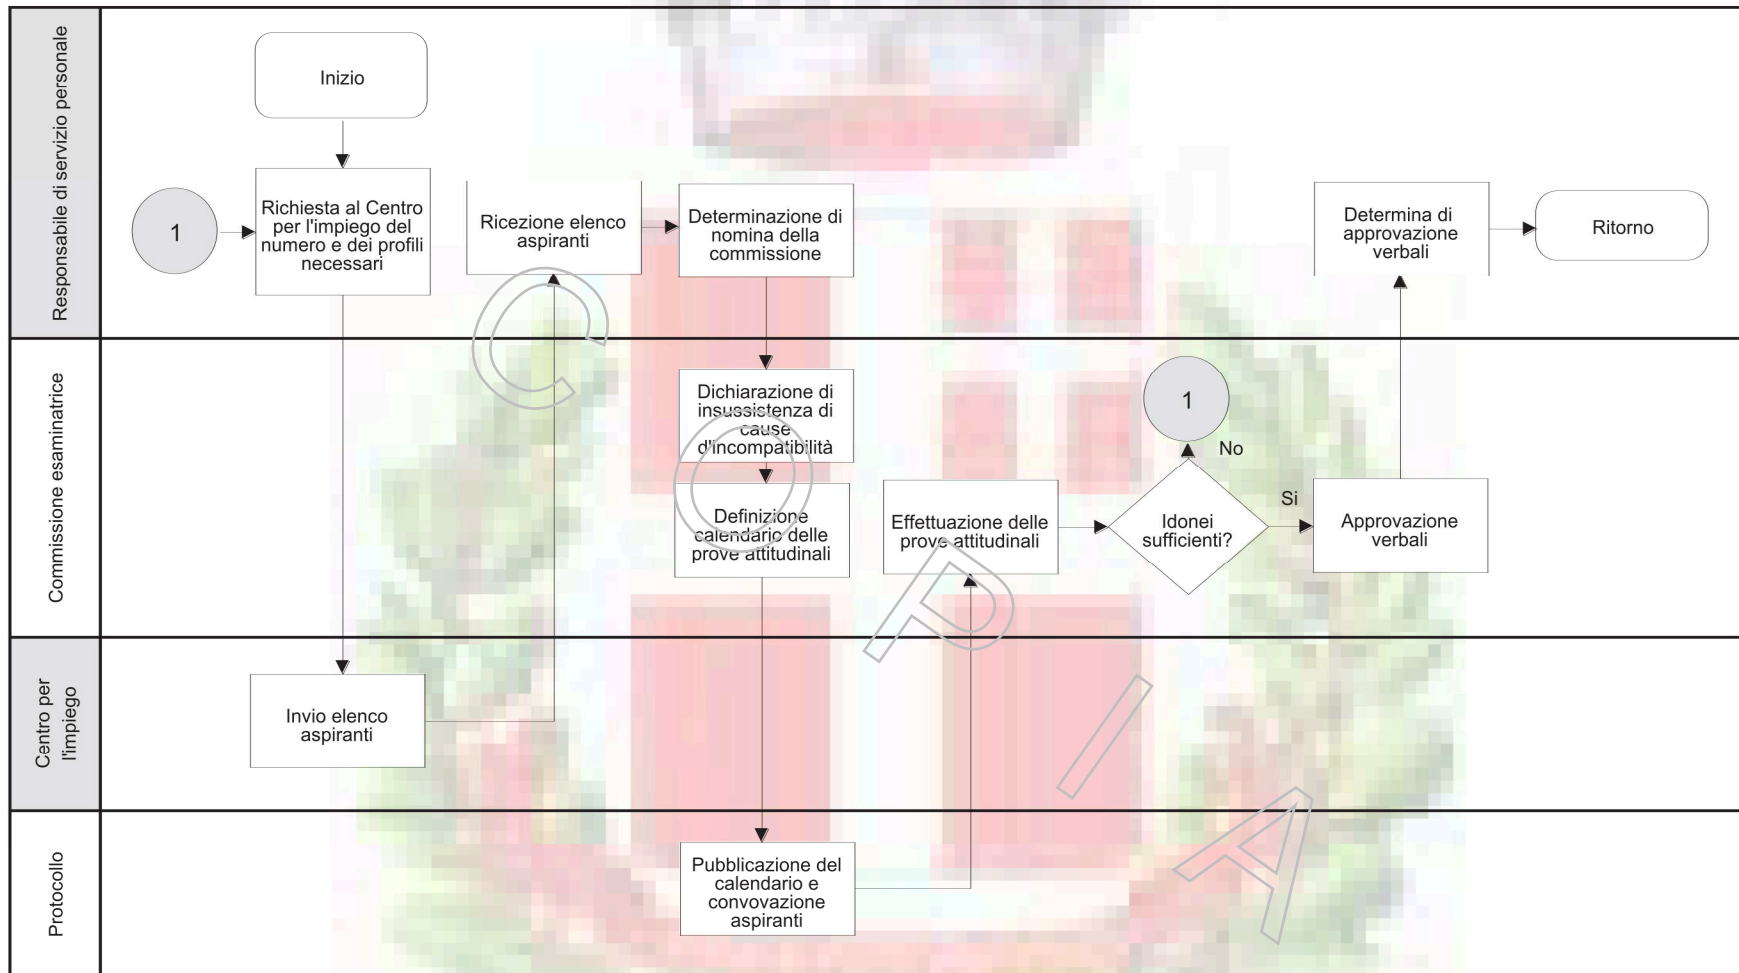 Responsabile di servizio personale
Inizio
1
Richiesta al Centro
per l'impiego del
numero e dei profili
necessari
Ricezione elenco
aspiranti
Determinazione di
nomina della
commissione
Determina di
approvazione
verbali
Ritorno
Commissione esaminatrice
Dichiarazione di
insussistenza di
cause
d'incompatibilità
Definizione
calendario delle
prove attitudinali
Effettuazione delle
prove attitudinali
1
No
Idonei
sufficienti?
Si
Approvazione
verbali
Centro per
l'impiego
Invio elenco
aspiranti
Protocollo
Pubblicazione del
calendario e
convovazione
aspiranti
COPIA